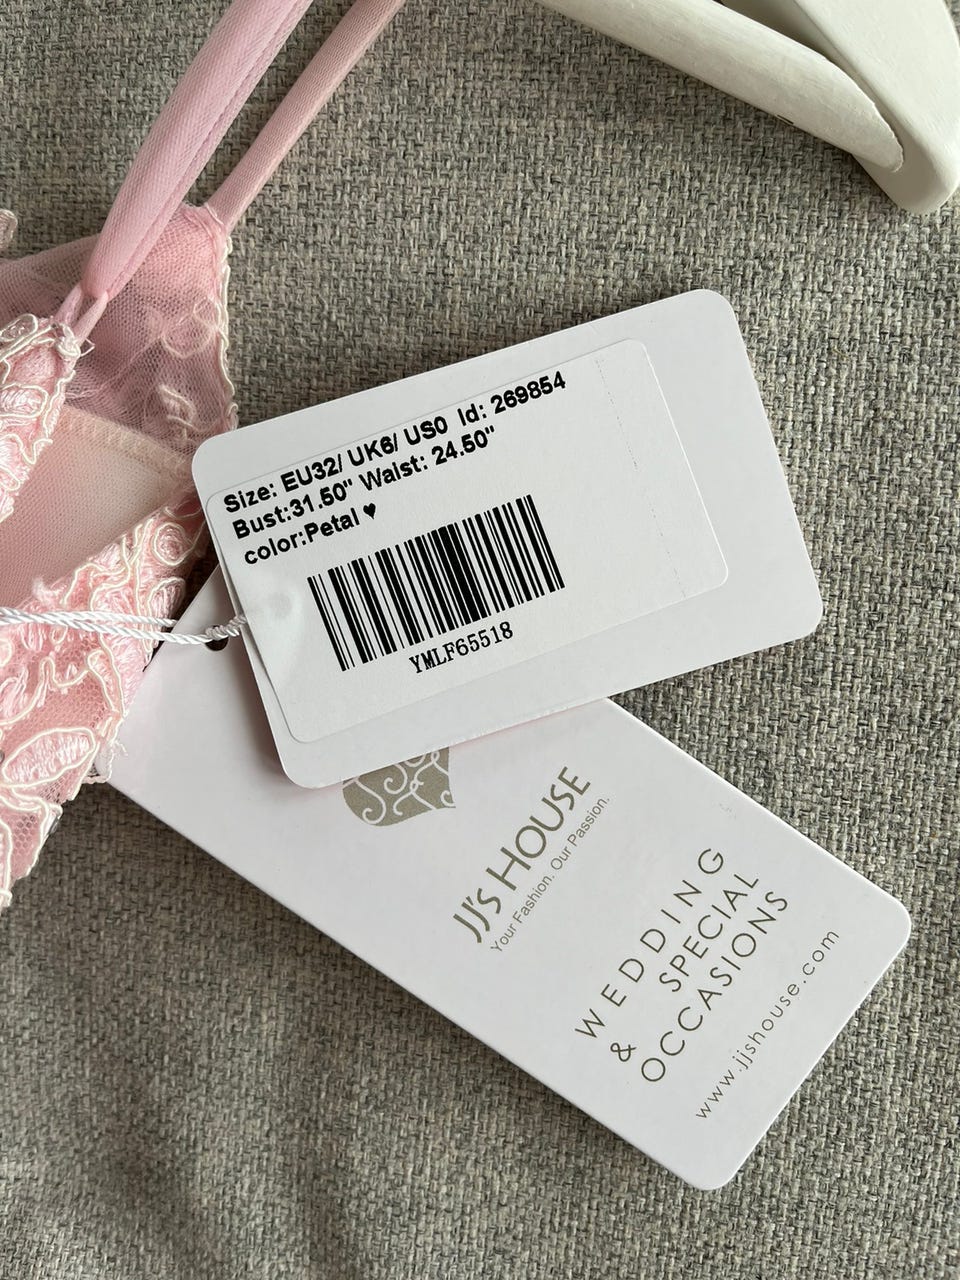 Size: EU32/ UK6/ US0 Id: 269854
Bust:31.50" Waist: 24.50"
color:Petal ♥
YMLF65518
JJ's HOUSE
Your Fashion. Our Passion.
WEDDING
& SPECIAL
OCCASIONS
www.jjshouse.com